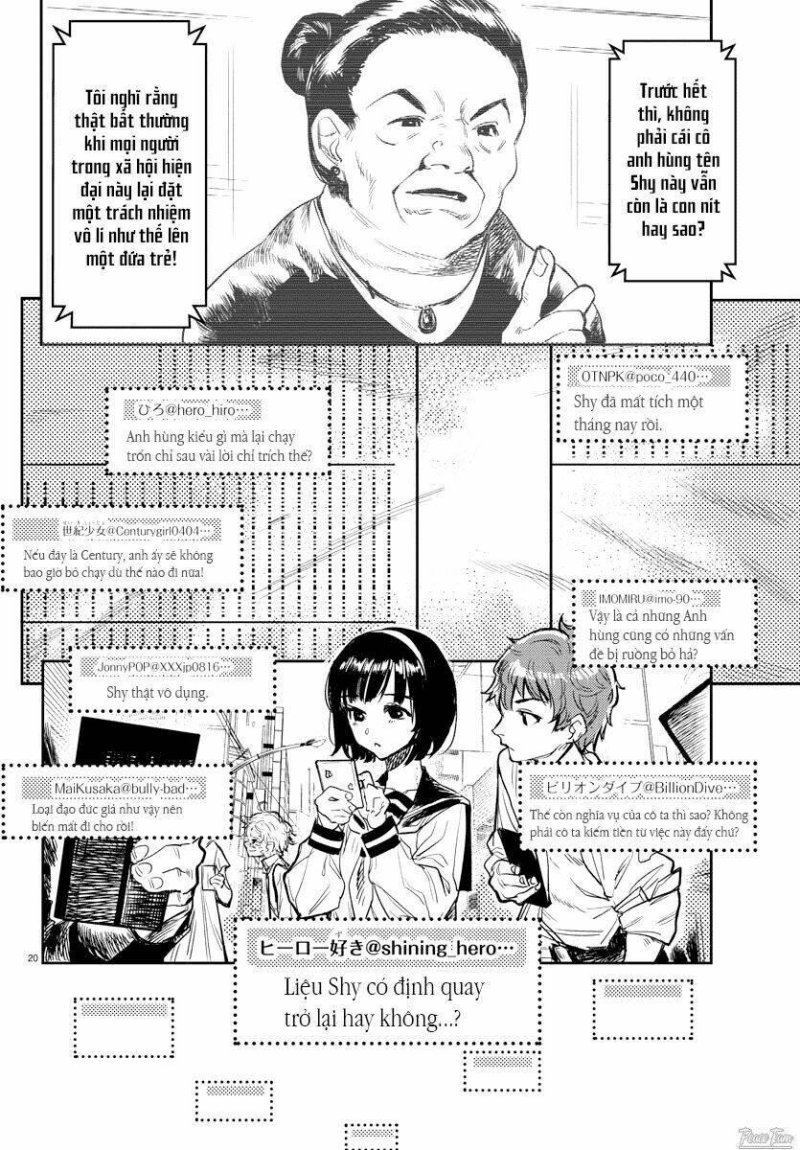 Trước hết
thì, không
phải cái cô
anh hùng tên
Shy này vẫn
còn là con nít
hay sao?
Tôi nghĩ rằng
thật bất thường
khi mọi người
trong xã hội hiện
đại này lại đặt
một trách nhiệm
vô lí như thế lên
một đứa trẻ!
OTNPK@poco_440…
Shy đã mất tích một
tháng nay rồi.
ひろ@hero_hiro…
Anh hùng kiểu gì mà lại chạy
trốn chỉ sau vài lời chỉ trích thế?
世紀少女@Centurygirl0404…
Nếu đây là Century, anh ấy sẽ không
bao giờ bỏ chạy dù thế nào đi nữa!
IMOMIRU@imo-90…
Vậy là cả những Anh
hùng cũng có những vấn
đề bị ruồng bỏ hả?
JonnyPOP@XXXjp0816…
Shy thật vô dụng.
MaiKusaka@bully-bad…
Loại đạo đức giả như vậy nên
biến mất đi cho rồi!
ビリオンダイブ@BillionDive…
Thế còn nghĩa vụ của cô ta thì sao? Không
phải cô ta kiếm tiền từ việc này đấy chứ?
ヒーロー好き@shining_hero…
Liệu Shy có định quay
trở lại hay không...?
20